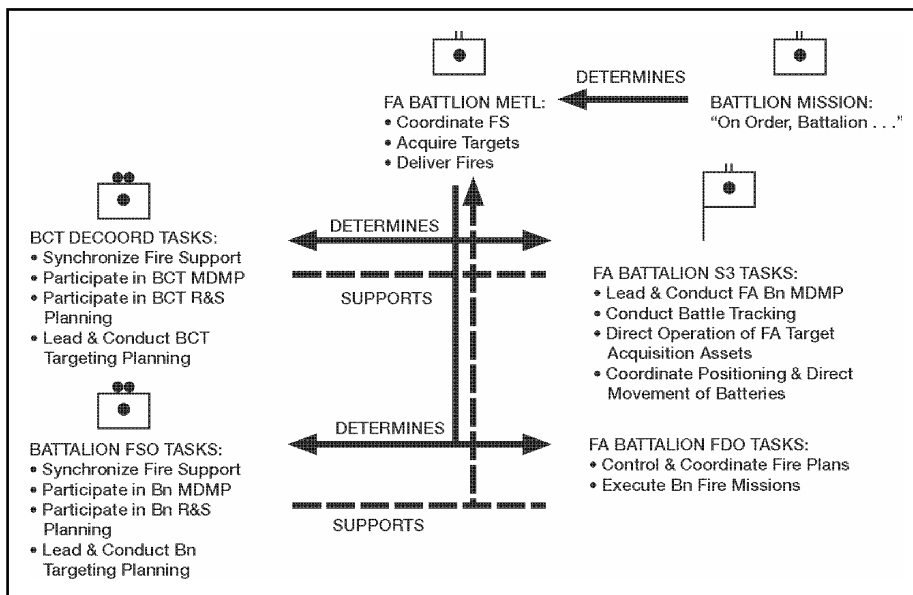 DETERMINES
FA BATTLION METL:
• Coordinate FS
• Acquire Targets
• Deliver Fires
BATTLION MISSION:
“On Order, Battalion . . .”
BCT DECOORD TASKS:
• Synchronize Fire Support
• Participate in BCT MDMP
• Participate in BCT R&S
Planning
• Lead & Conduct BCT
Targeting Planning
DETERMINES
SUPPORTS
FA BATTALION S3 TASKS:
• Lead & Conduct FA Bn MDMP
• Conduct Battle Tracking
• Direct Operation of FA Target
Acquisition Assets
• Coordinate Positioning & Direct
Movement of Batteries
BATTALION FSO TASKS:
• Synchronize Fire Support
• Participate in Bn MDMP
• Participate in Bn R&S
Planning
• Lead & Conduct Bn
Targeting Planning
DETERMINES
SUPPORTS
FA BATTALION FDO TASKS:
• Control & Coordinate Fire Plans
• Execute Bn Fire Missions